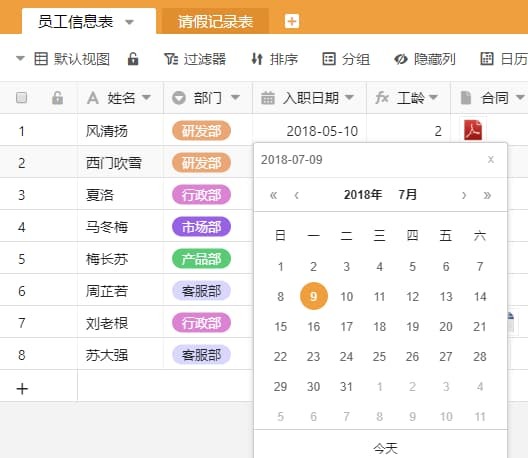 员工信息表 请假记录表
默认视图 过滤器 排序 分组 隐藏列 日历
姓名 部门 入职日期 fx 工龄 合同
1 风清扬 研发部 2018-05-10 2
2 西门吹雪 研发部 2018-07-09 x
3 夏洛 行政部 « ‹ 2018年 7月 › »
4 马冬梅 市场部 日 一 二 三 四 五 六
5 梅长苏 产品部 1 2 3 4 5 6 7
6 周芷若 客服部 8 9 10 11 12 13 14
7 刘老根 行政部 15 16 17 18 19 20 21
8 苏大强 客服部 22 23 24 25 26 27 28
29 30 31 1 2 3 4
5 6 7 8 9 10 11
今天